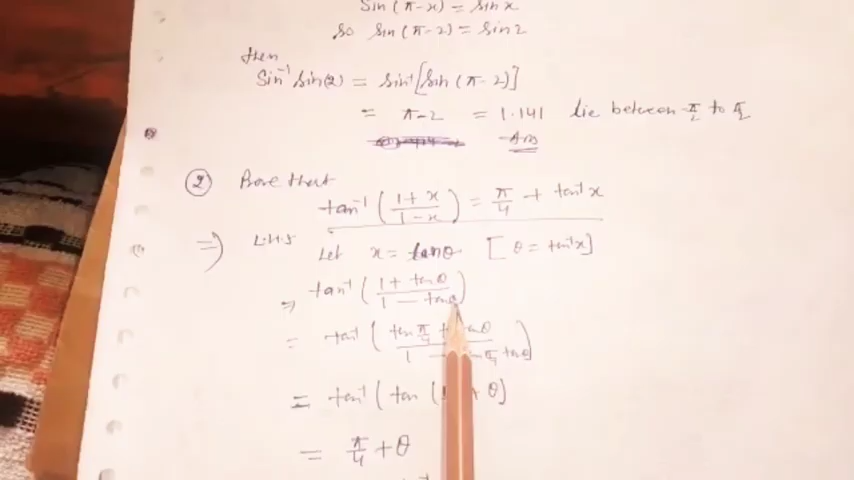 Sin(π-x) = sin x
so sin(π-2) = sin 2
then
Sin⁻¹ sin(2) = sin⁻¹[sin(π-2)]
= π-2 = 1.141 lie between -π/2 to π/2
Ans
② Prove that
tan⁻¹((1+x)/(1-x)) = π/4 + tan⁻¹x
⇒) L.H.S Let x = tanθ [θ = tan⁻¹x]
⇒ tan⁻¹((1 + tanθ)/(1 - tanθ))
= tan⁻¹((tan π/4 + tanθ)/(1 - π/4 tanθ))
= tan⁻¹(tan( + θ)
= π/4 + θ